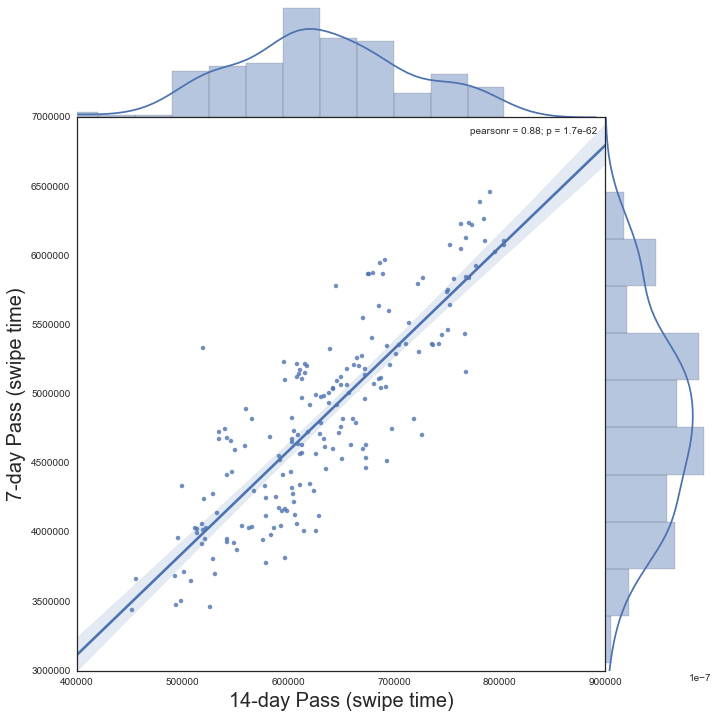 pearsonr = 0.88; p = 1.7e-62
7000000
6500000
6000000
5500000
5000000
4500000
4000000
3500000
3000000
7-day Pass (swipe time)
400000 500000 600000 700000 800000 900000
1e−7
14-day Pass (swipe time)